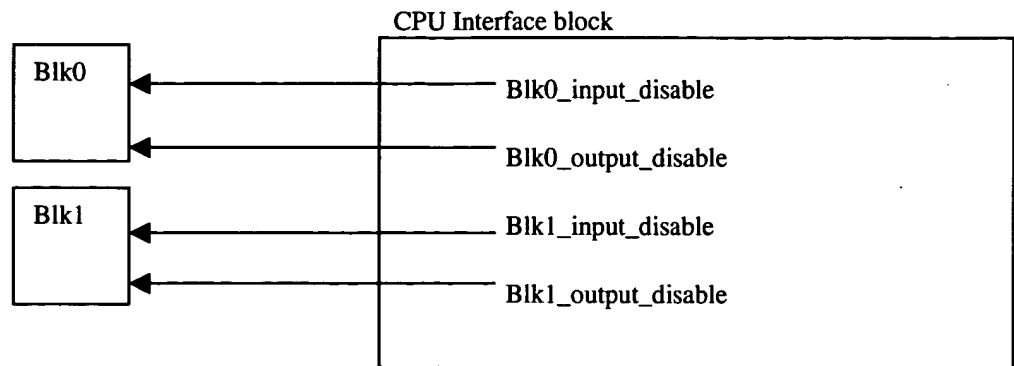 CPU Interface block
Blk0
Blk0_input_disable
Blk0_output_disable
Blk1
Blk1_input_disable
Blk1_output_disable